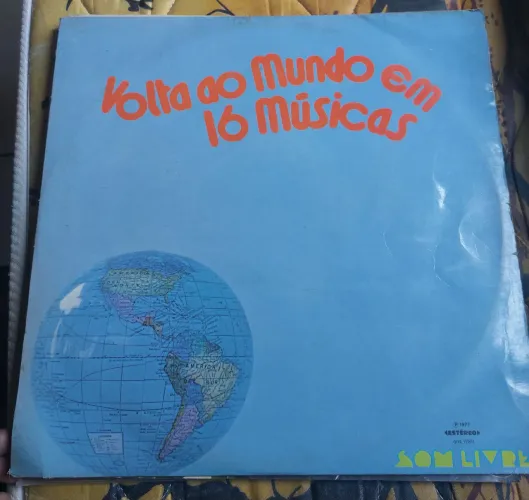 Volta ao Mundo em
16 Músicas
ESTÉREO
SOM LIVRE